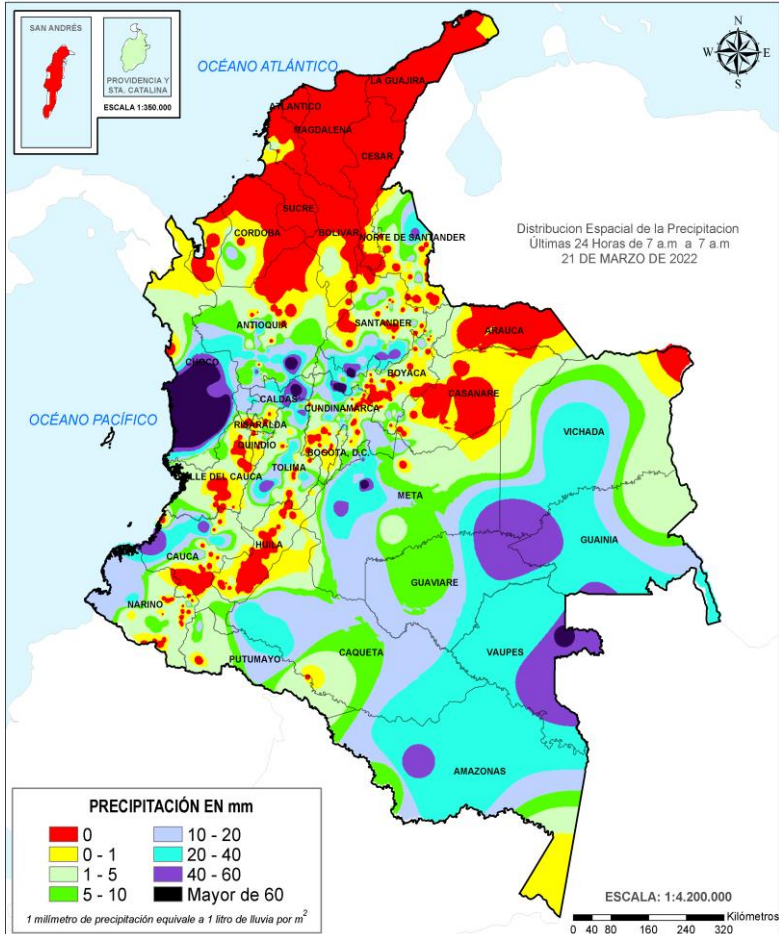 SAN ANDRÉS
PROVIDENCIA Y
STA. CATALINA
ESCALA 1:350.000
OCÉANO ATLÁNTICO
N
W
E
S
LA GUAJIRA
ATLANTICO
MAGDALENA
CESAR
SUCRE
CORDOBA
BOLIVAR
NORTE DE SANTANDER
Distribucion Espacial de la Precipitacion
Últimas 24 Horas de 7 a.m a 7 a.m
21 DE MARZO DE 2022
ANTIOQUIA
SANTANDER
ARAUCA
CHOCO
BOYACA
CASANARE
CALDAS
CUNDINAMARCA
OCÉANO PACÍFICO
RISARALDA
QUINDIO
BOGOTA, D.C.
VICHADA
TOLIMA
VALLE DEL CAUCA
META
GUAINIA
CAUCA
HUILA
GUAVIARE
NARIÑO
PUTUMAYO
CAQUETA
VAUPES
AMAZONAS
PRECIPITACIÓN EN mm
0
10 - 20
0 - 1
20 - 40
1 - 5
40 - 60
5 - 10
Mayor de 60
1 milímetro de precipitación equivale a 1 litro de lluvia por m²
ESCALA: 1:4.200.000
Kilómetros
0 40 80 160 240 320